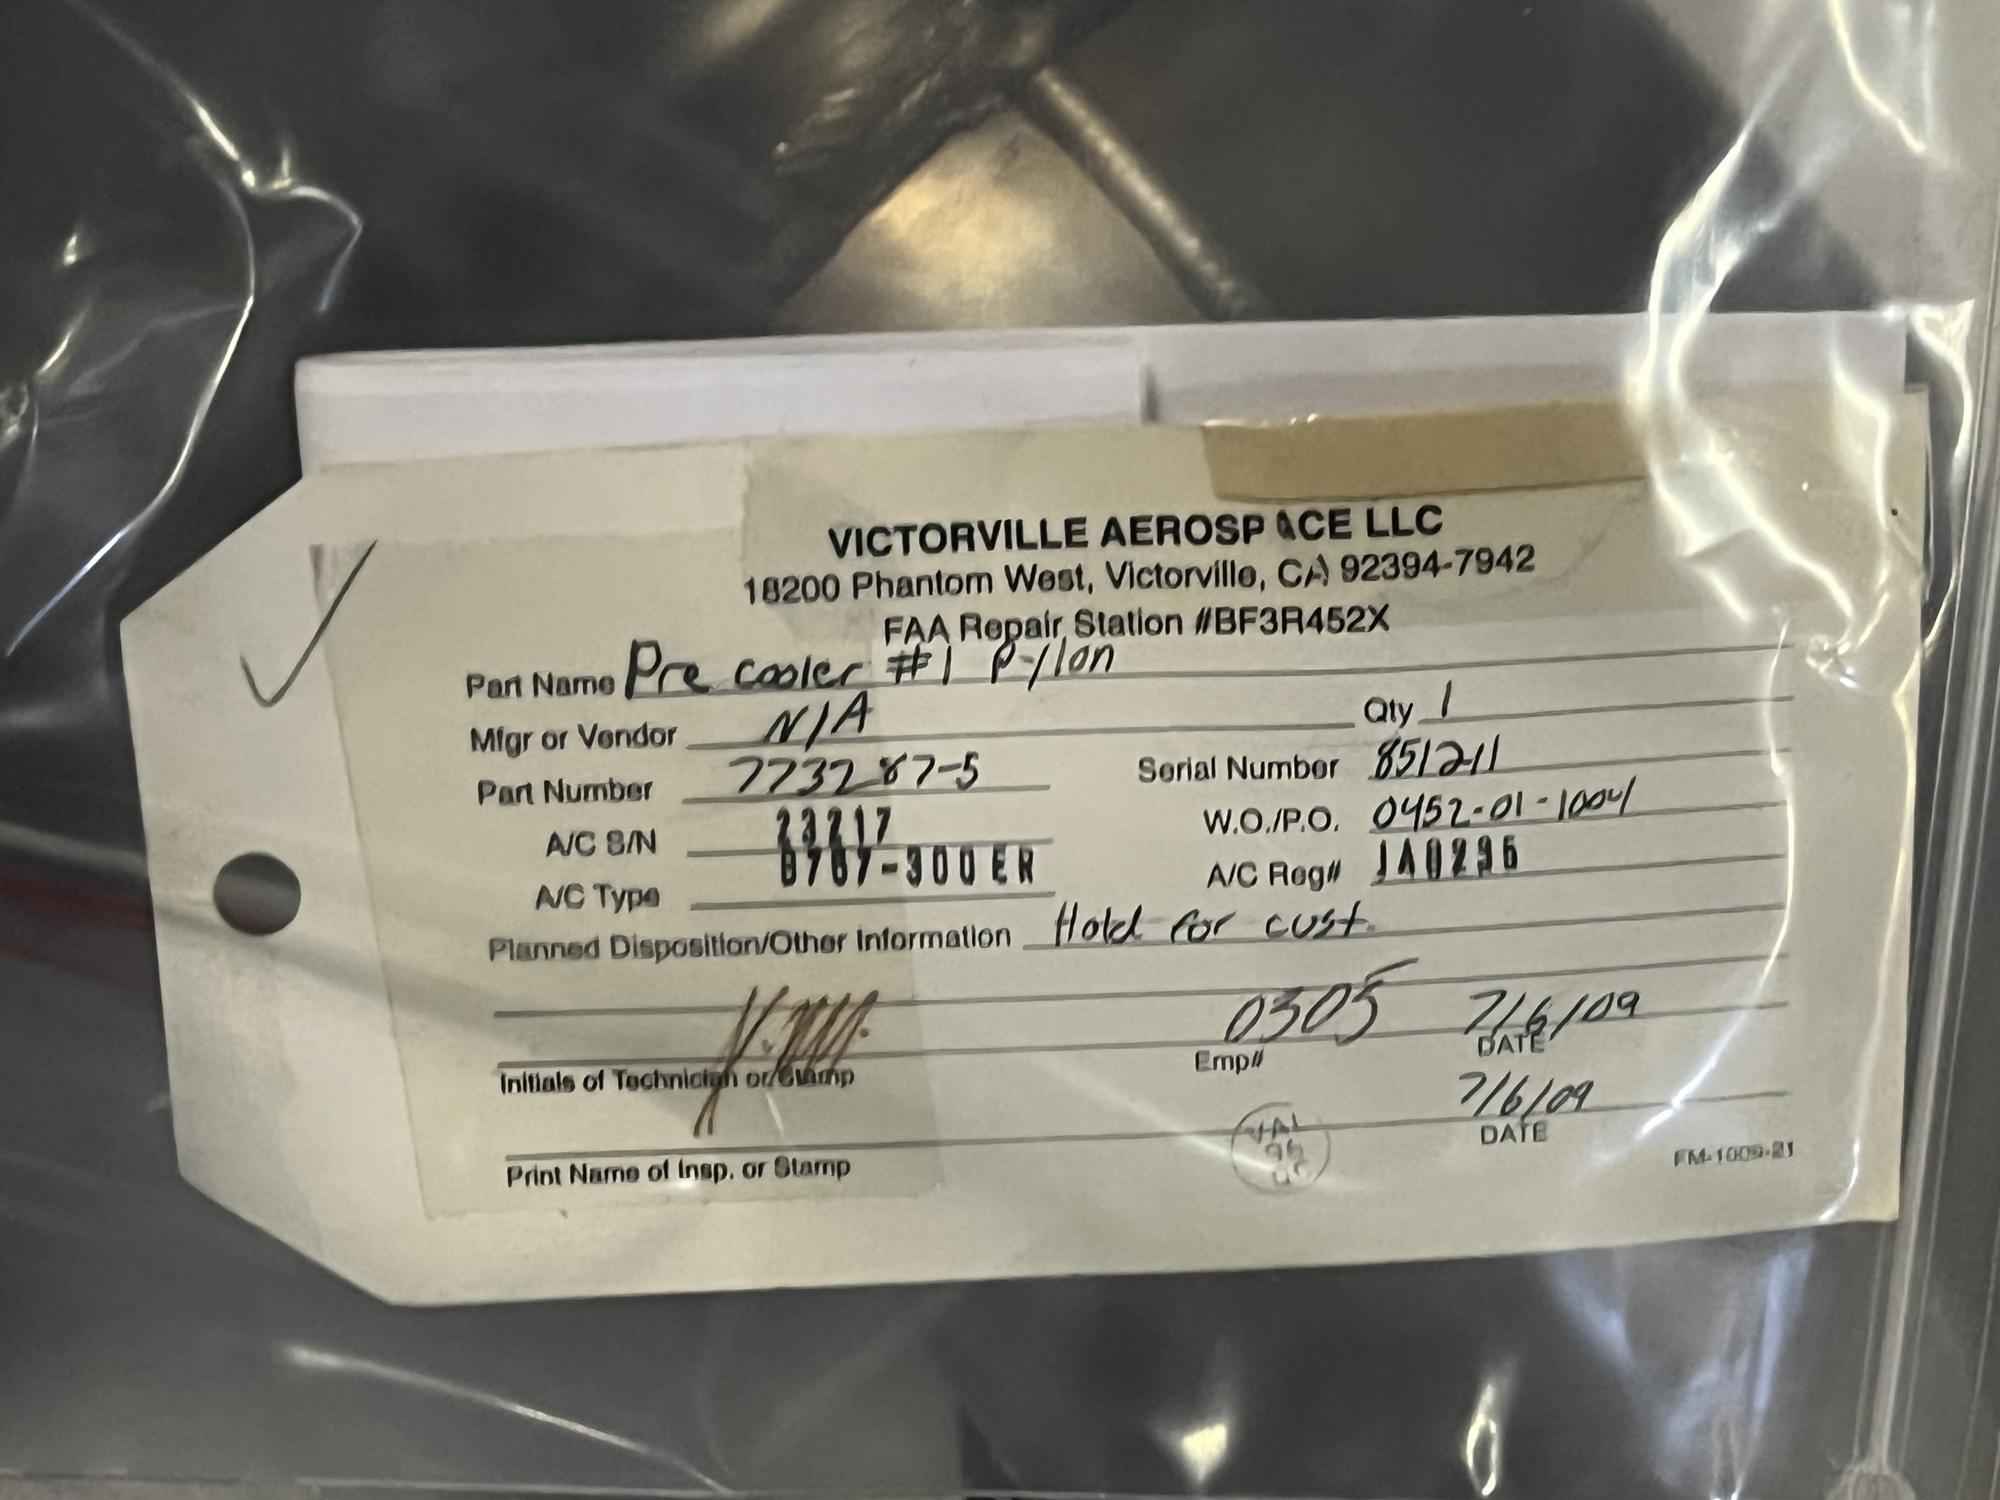 VICTORVILLE AEROSPACE LLC
18200 Phantom West, Victorville, CA 92394-7942
FAA Repair Station #BF3R452X
Part Name Pre cooler #1 Pylon
Mfgr or Vendor N/A Qty 1
Part Number 773287-5 Serial Number 851211
A/C S/N 23217 W.O./P.O. 0452-01-1004
A/C Type B767-300ER A/C Reg# JA8236
Planned Disposition/Other Information Hold for cust.
0305 7/6/09
Initials of Technician or Stamp Emp# DATE
7/6/09
Print Name of Insp. or Stamp DATE
FM-1009-21